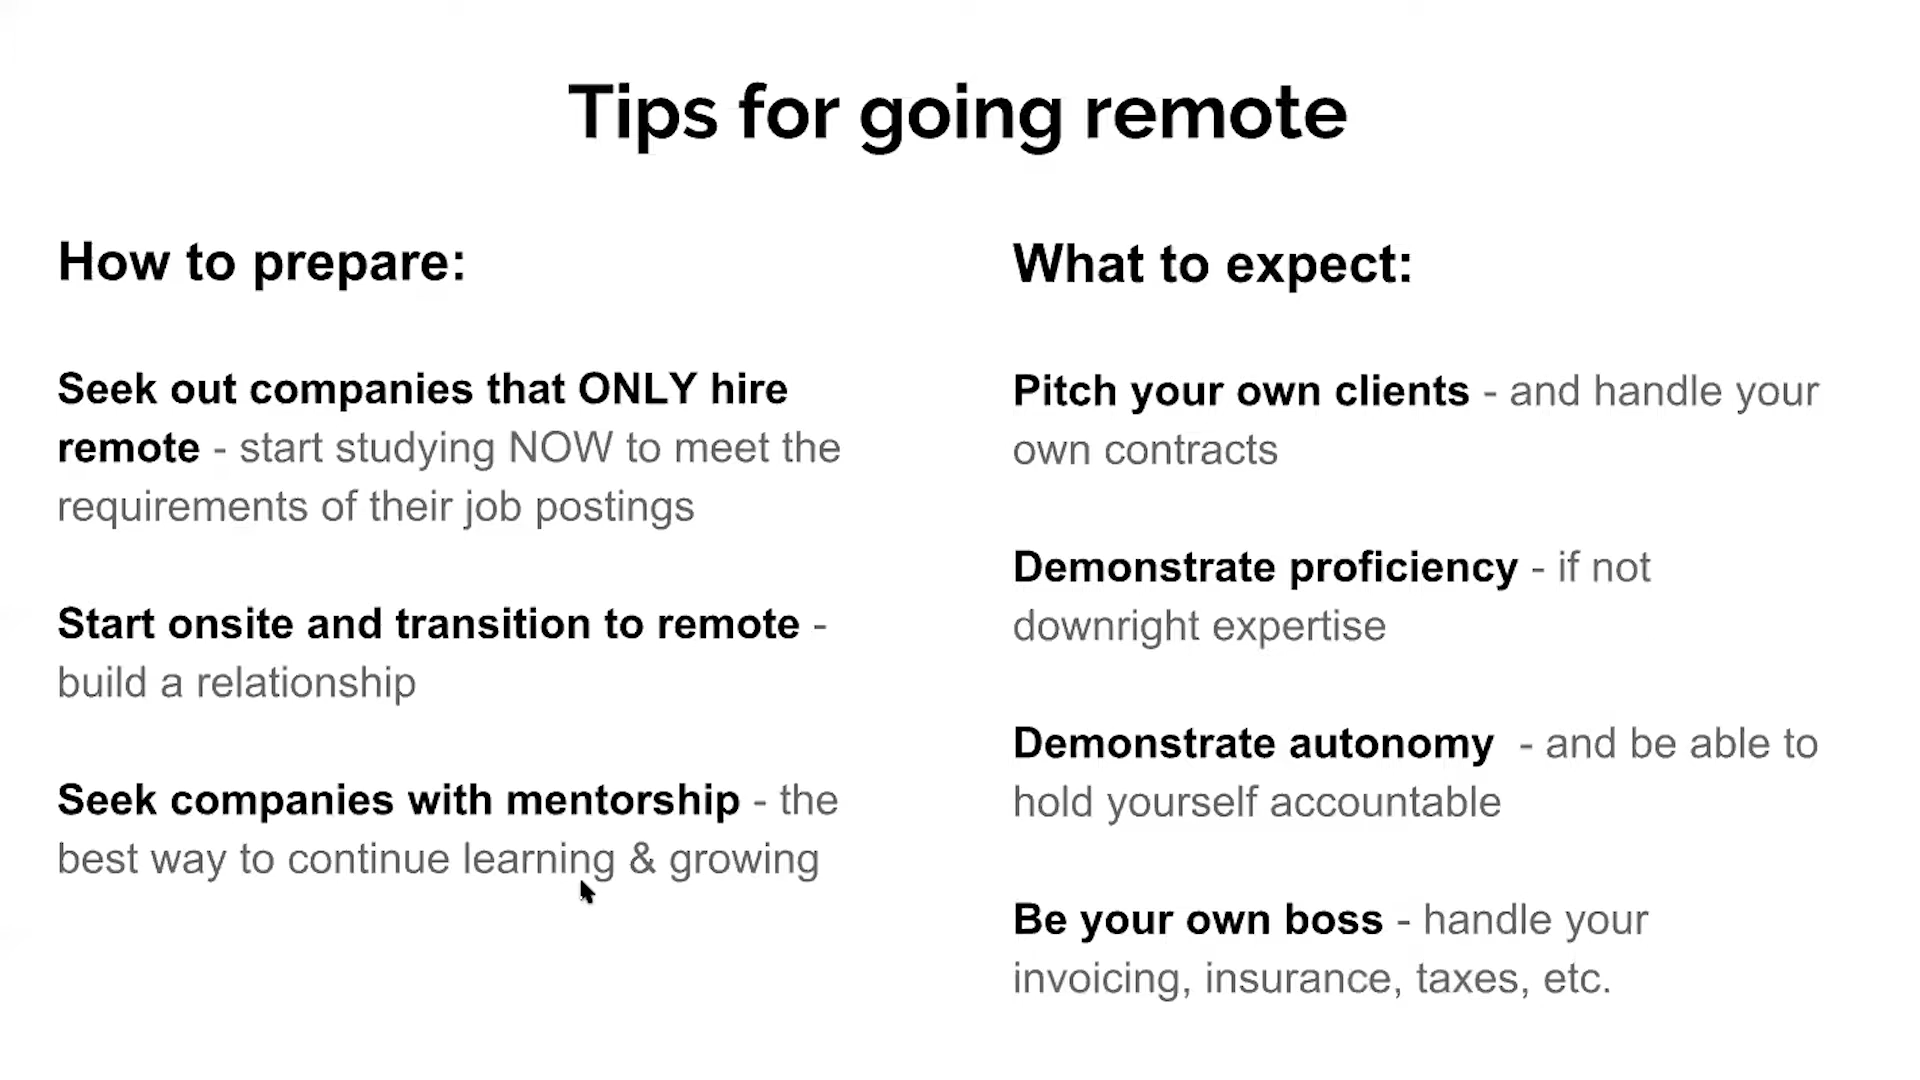 Tips for going remote
How to prepare:
Seek out companies that ONLY hire
remote - start studying NOW to meet the
requirements of their job postings
Start onsite and transition to remote -
build a relationship
Seek companies with mentorship - the
best way to continue learning & growing
What to expect:
Pitch your own clients - and handle your
own contracts
Demonstrate proficiency - if not
downright expertise
Demonstrate autonomy  - and be able to
hold yourself accountable
Be your own boss - handle your
invoicing, insurance, taxes, etc.